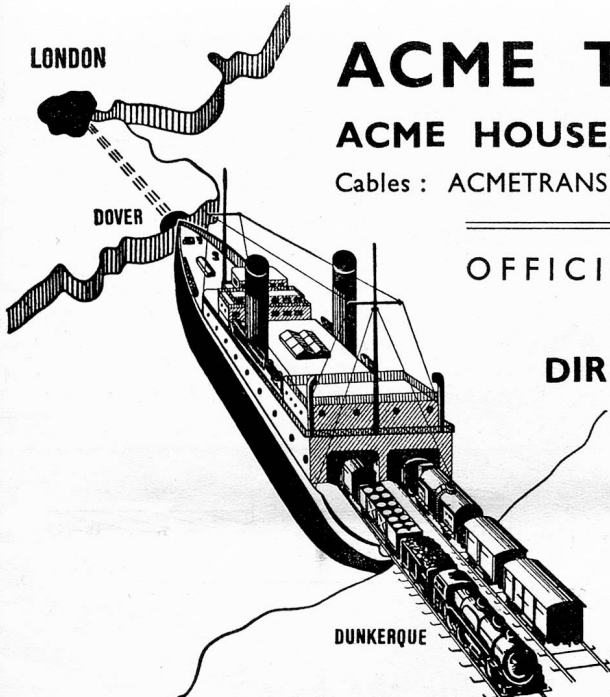 LONDON
ACME T
ACME HOUSE
Cables : ACMETRANS
DOVER
OFFICI
DIR
DUNKERQUE